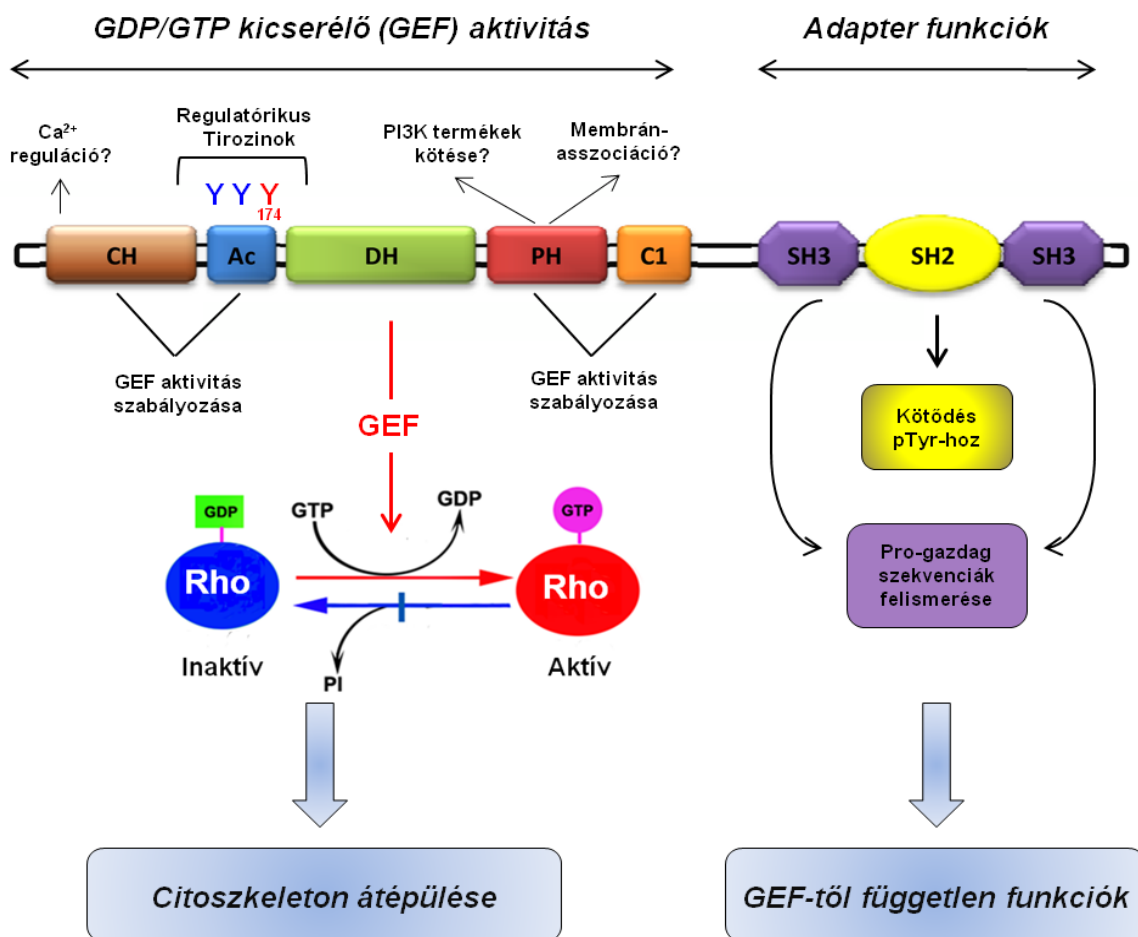 GDP/GTP kicserélő (GEF) aktivitás
Adapter funkciók
Ca²⁺
reguláció?
Regulatórikus
Tirozinok
PI3K termékek
kötése?
Membrán-
asszociáció?
Y Y Y
174
CH
Ac
DH
PH
C1
SH3
SH2
SH3
GEF aktivitás
szabályozása
GEF
GEF aktivitás
szabályozása
Kötődés
pTyr-hoz
GDP
GTP
GDP
GTP
Rho
Rho
Pro-gazdag
szekvenciák
felismerése
Inaktív
PI
Aktív
Citoszkeleton átépülése
GEF-től független funkciók